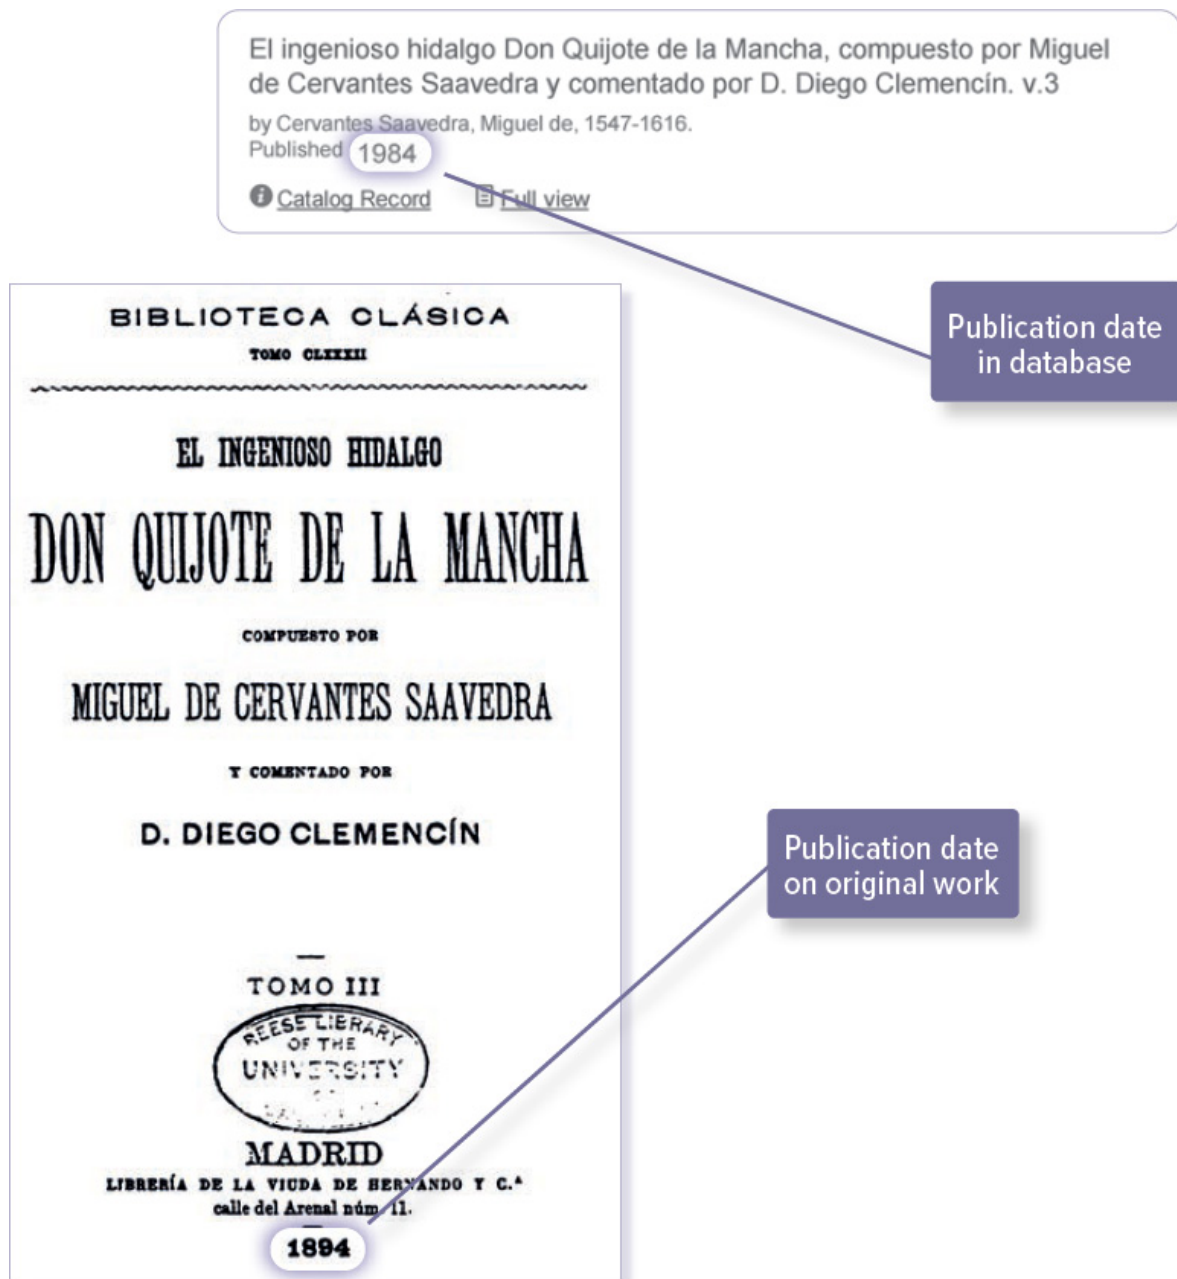 El ingenioso hidalgo Don Quijote de la Mancha, compuesto por Miguel
de Cervantes Saavedra y comentado por D. Diego Clemencín. v.3
by Cervantes Saavedra, Miguel de, 1547-1616.
Published 1984
Catalog Record Full view
Publication date
in database
BIBLIOTECA CLÁSICA
TOMO CLXXXII
EL INGENIOSO HIDALGO
DON QUIJOTE DE LA MANCHA
COMPUESTO POR
MIGUEL DE CERVANTES SAAVEDRA
Y COMENTADO POR
D. DIEGO CLEMENCÍN
Publication date
on original work
TOMO III
REESE LIBRARY
OF THE
UNIVERSITY
MADRID
LIBRERÍA DE LA VIUDA DE HERNANDO Y C.ª
calle del Arenal núm. 11.
1894